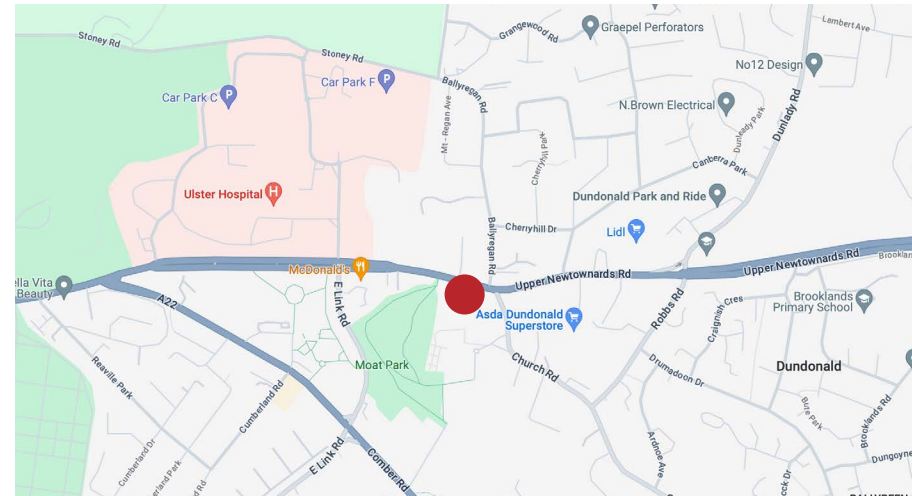 Stoney Rd
Stoney Rd
Grangewood Rd
Graepel Perforators
Lambert Ave
Car Park F
P
Car Park C
P
Ballyregan Rd
Mt - Regan Ave
No12 Design
N.Brown Electrical
Dunlady Rd
Dunleady Park
Cherryhill Park
Canberra Park
Ulster Hospital
H
Dundonald Park and Ride
Cherryhill Dr
Lidl
Ballyregan Rd
McDonald's
Upper Newtownards Rd
Upper Newtownards Rd
ella Vita
Beauty
A22
E Link Rd
Asda Dundonald
Superstore
Robbs Rd
Craignish Cres
Brooklands
Primary School
Moat Park
Church Rd
Drumadoon Dr
Dundonald
Reaville Park
Cumberland Rd
Bute Park
Brooklands Rd
Cumberland Dr
E Link Rd
Comber Rd
Ardnoe Ave
Dungoyne